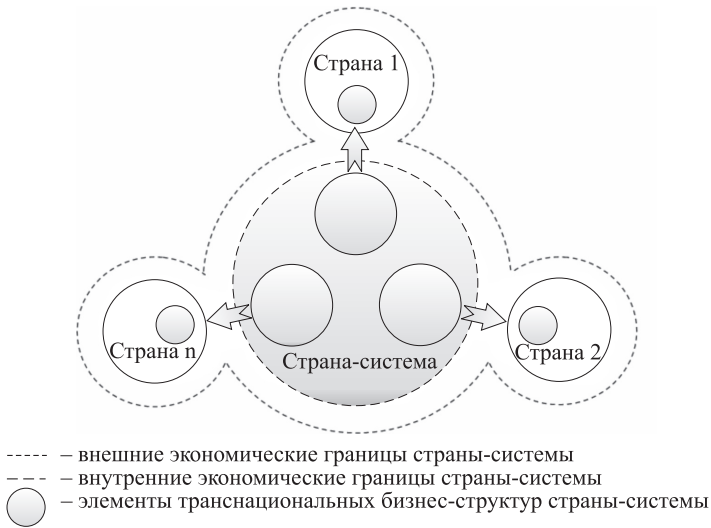 Страна 1
Страна n
Страна-система
Страна 2
– внешние экономические границы страны-системы
– внутренние экономические границы страны-системы
– элементы транснациональных бизнес-структур страны-системы